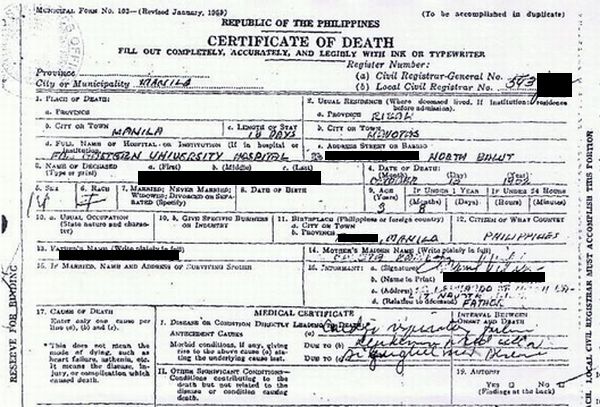 MUNICIPAL FORM No. 103—(Revised January, 1963)
(To be accomplished in duplicate)
REPUBLIC OF THE PHILIPPINES
CERTIFICATE OF DEATH
FILL OUT COMPLETELY, ACCURATELY, AND LEGIBLY WITH INK OR TYPEWRITER
Register Number:
Province
(a) Civil Registrar-General No.
City or Municipality MANILA
(b) Local Civil Registrar No. 593
1. PLACE OF DEATH:
a. PROVINCE
2. USUAL RESIDENCE (Where deceased lived. If Institution: residence before admission).
a. PROVINCE RIZAL
b. CITY OR TOWN MANILA
c. LENGTH OF STAY 18 DAYS
b. CITY OR TOWN NAVOTAS
d. FULL NAME OF HOSPITAL OR INSTITUTION (If in hospital or institution) FAR EASTERN UNIVERSITY HOSPITAL
c. ADDRESS STREET OR BARRIO NORTH BALUT
3. NAME OF DECEASED (Type or print) (a) (First) (b) (Middle) (c) (Last)
4. DATE OF DEATH: (Month) (Day) (Year)
OCTOBER 13
5. SEX
6. RACE
7. MARRIED; NEVER MARRIED; WIDOWED; DIVORCED OR SEPARATED (Specify)
8. DATE OF BIRTH
9. AGE (Years) 3
IF UNDER 1 YEAR (Months) 8 (Days)
IF UNDER 24 HOURS (Hours) (Minutes)
10. a. USUAL OCCUPATION (State nature and character)
10. b. GIVE SPECIFIC BUSINESS OR INDUSTRY
11. BIRTHPLACE (Philippines or foreign country)
a. CITY OR TOWN
b. PROVINCE MANILA
12. CITIZEN OF WHAT COUNTRY
PHILIPPINES
13. FATHER'S NAME (Write plainly in full)
14. MOTHER'S MAIDEN NAME (Write plainly in full)
15. IF MARRIED, NAME AND ADDRESS OF SURVIVING SPOUSE
16. INFORMANT: a. (Signature)
b. (Name in Print)
c. (Address)
d. (Relation to deceased) FATHER
17. CAUSE OF DEATH
Enter only one cause per line (a), (b) and (c).
MEDICAL CERTIFICATE
I. DISEASE OR CONDITION DIRECTLY LEADING TO DEATH:
INTERVAL BETWEEN ONSET AND DEATH
ANTECEDENT CAUSES (a)
* This does not mean the mode of dying, such as heart failure, asthenia, etc. It means the disease, injury, or complication which caused death.
Morbid conditions, if any, giving rise to the above cause (a) stating the underlying cause last.
Due to (b)
Due to (c)
II. OTHER SIGNIFICANT CONDITIONS
Conditions contributing to the death but not related to the disease or condition causing death.
19. AUTOPSY
YES NO
(Findings at the back)
RESERVE FOR BINDING
LOCAL CIVIL REGISTRAR MUST ACCOMPLISH THIS PORTION